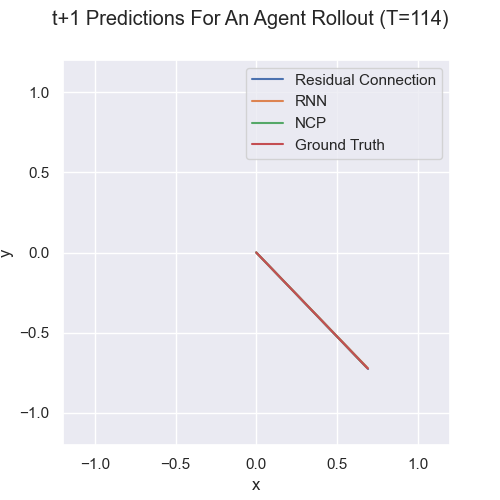 t+1 Predictions For An Agent Rollout (T=114)
Residual Connection
RNN
NCP
Ground Truth
1.0
0.5
0.0
−0.5
−1.0
y
−1.0 −0.5 0.0 0.5 1.0
x